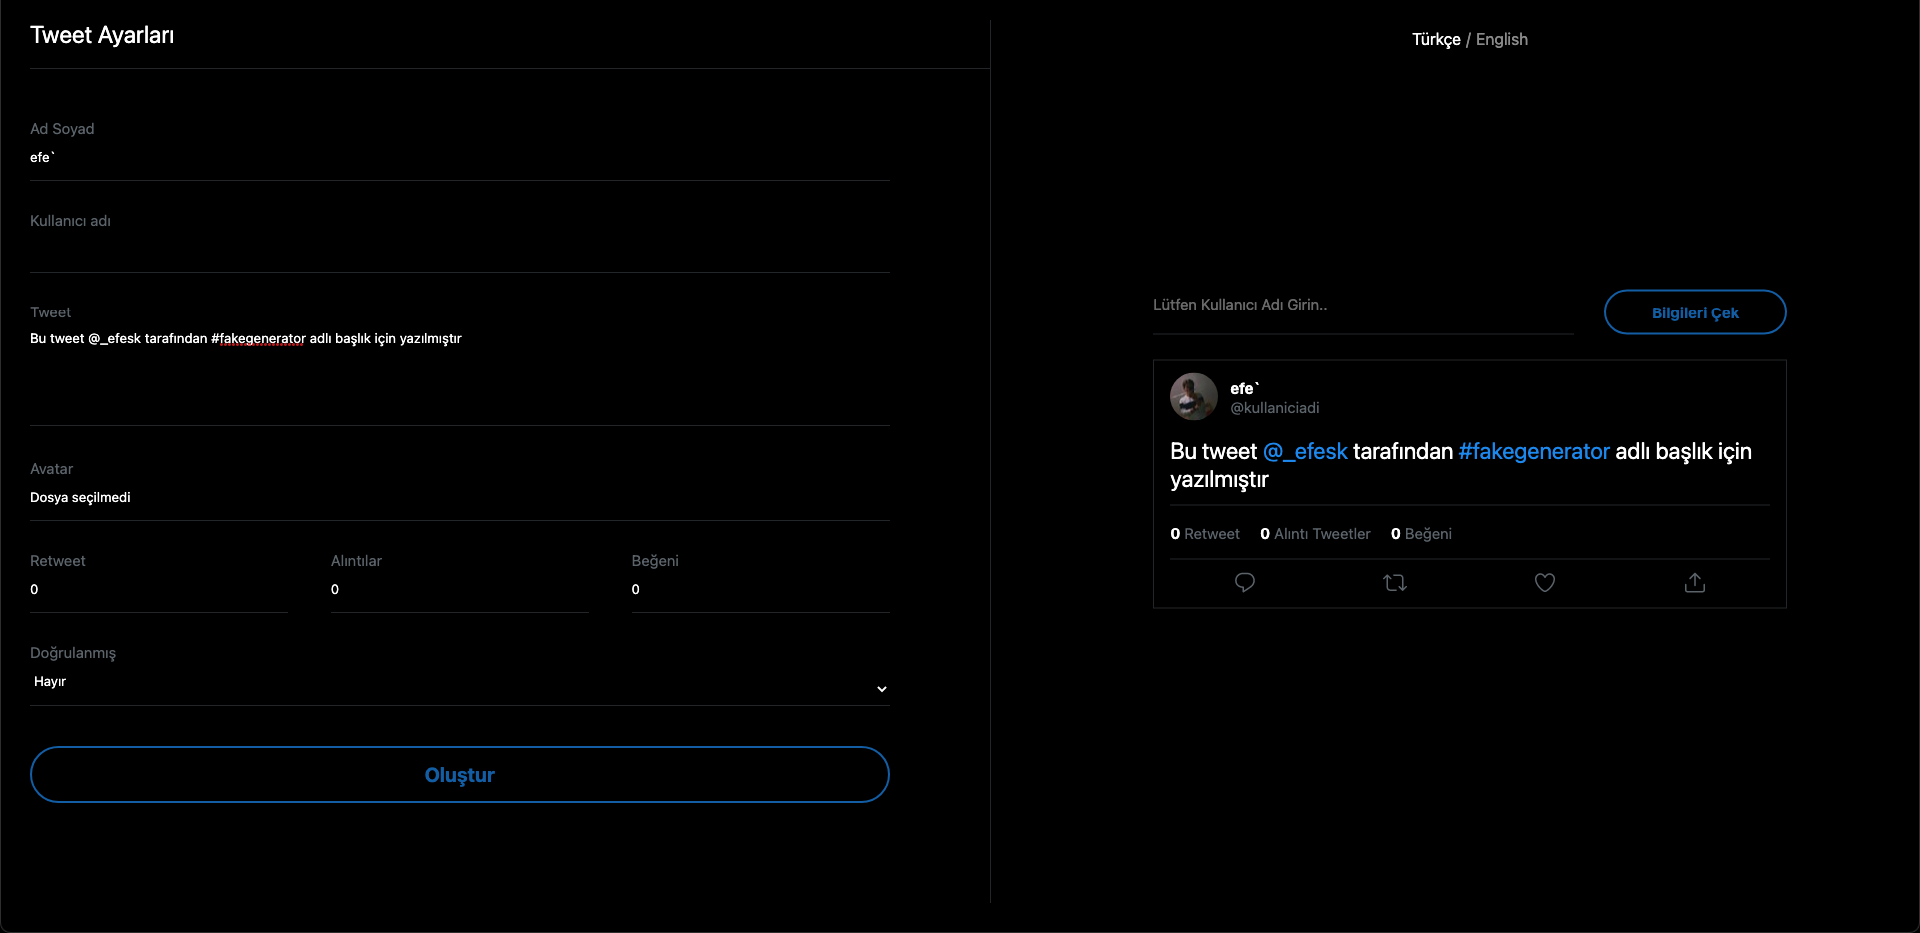 Tweet Ayarları
Ad Soyad
efe`
Kullanıcı adı
Tweet
Bu tweet @_efesk tarafından #fakegenerator adlı başlık için yazılmıştır
Avatar
Dosya seçilmedi
Retweet Alıntılar Beğeni
0 0 0
Doğrulanmış
Hayır
Oluştur
Türkçe / English
Lütfen Kullanıcı Adı Girin..
Bilgileri Çek
efe`
@kullaniciadi
Bu tweet @_efesk tarafından #fakegenerator adlı başlık için
yazılmıştır
0 Retweet 0 Alıntı Tweetler 0 Beğeni